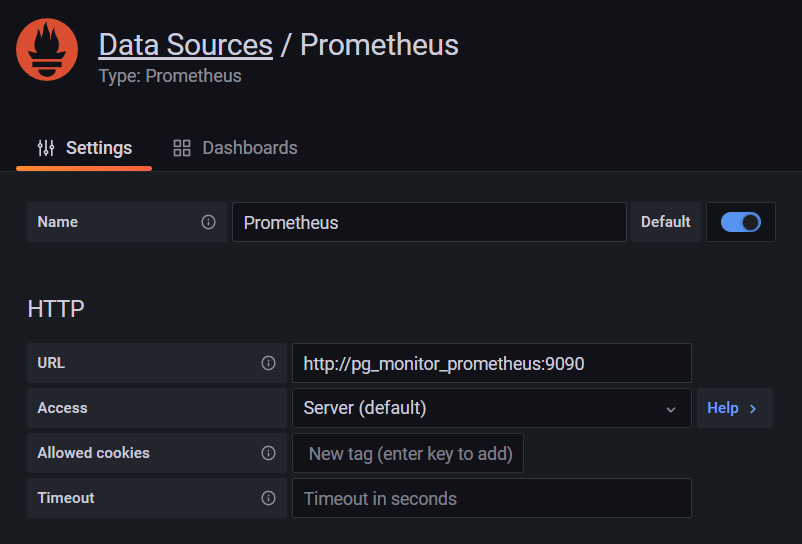 Data Sources / Prometheus
Type: Prometheus
Settings Dashboards
Name Prometheus Default
HTTP
URL http://pg_monitor_prometheus:9090
Access Server (default) Help
Allowed cookies New tag (enter key to add)
Timeout Timeout in seconds